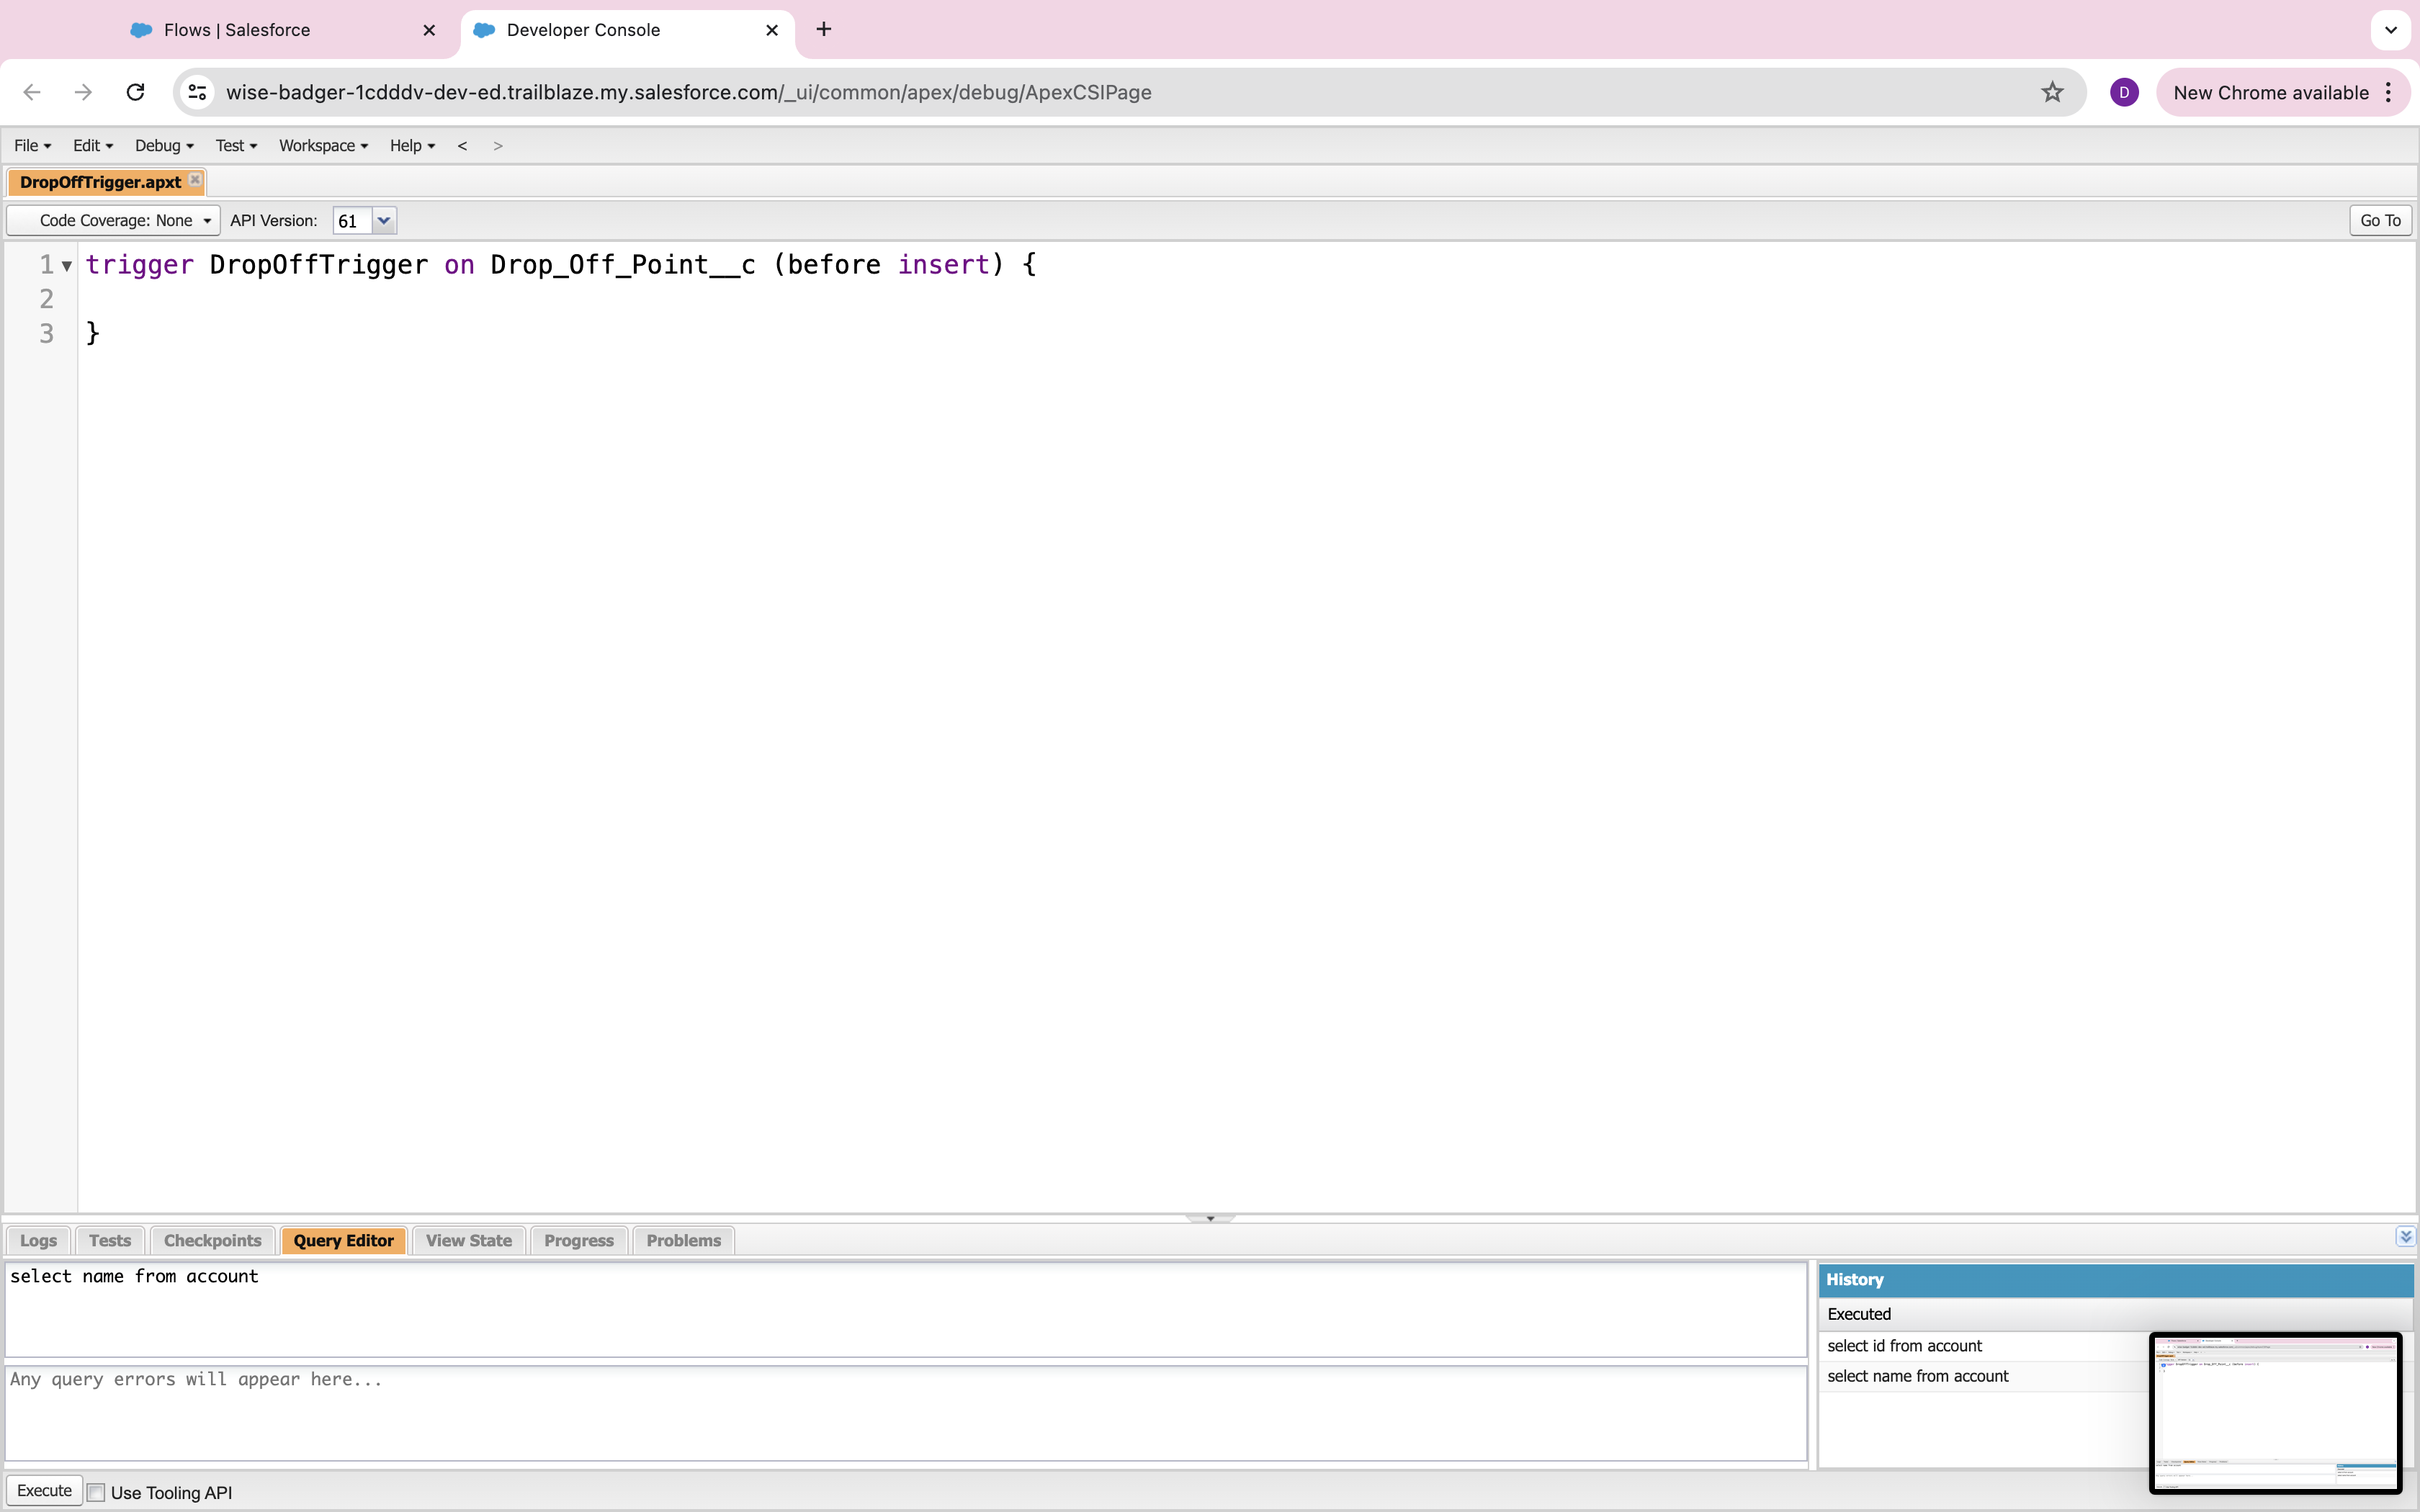 Flows | Salesforce
Developer Console
wise-badger-1cdddv-dev-ed.trailblaze.my.salesforce.com/_ui/common/apex/debug/ApexCSIPage
D
New Chrome available
File Edit Debug Test Workspace Help < >
DropOffTrigger.apxt
Code Coverage: None API Version: 61
Go To
1 trigger DropOffTrigger on Drop_Off_Point__c (before insert) {
2
3 }
Logs Tests Checkpoints Query Editor View State Progress Problems
select name from account
Any query errors will appear here...
History
Executed
select id from account
select name from account
Execute Use Tooling API